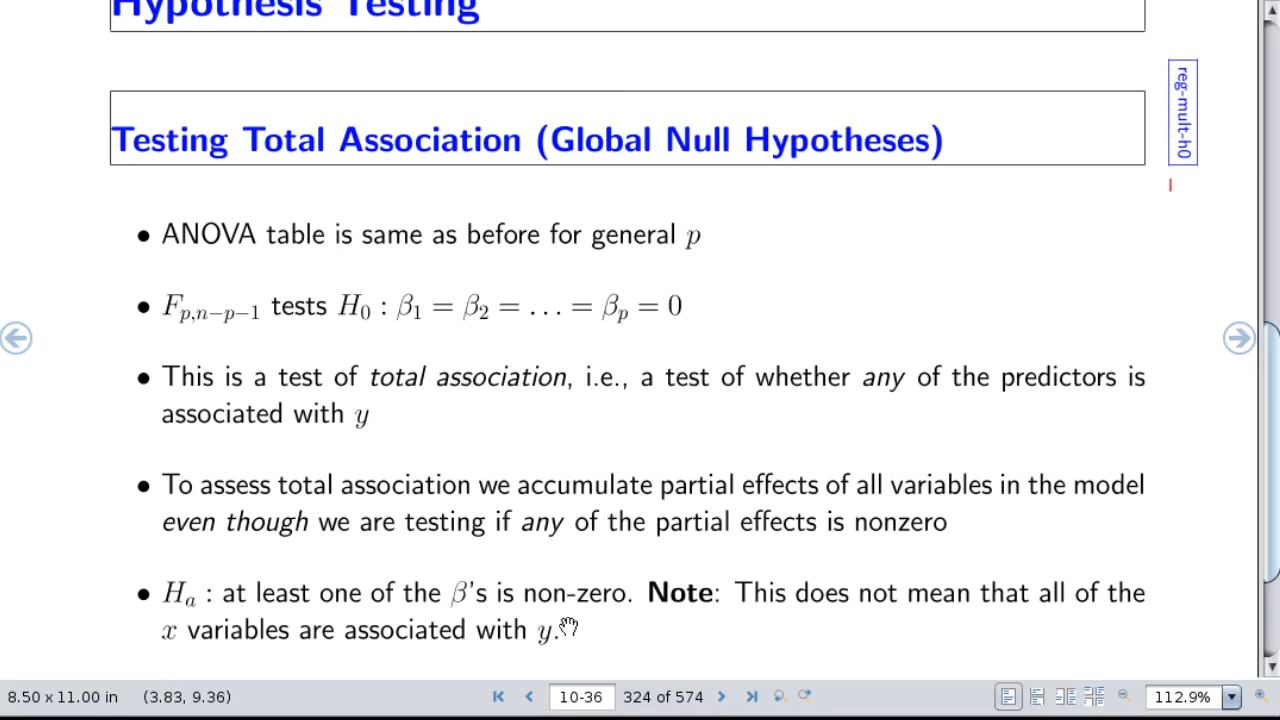 Hypothesis Testing
reg-mult-h0
Testing Total Association (Global Null Hypotheses)
• ANOVA table is same as before for general p
• F_{p,n−p−1} tests H_0 : β_1 = β_2 = . . . = β_p = 0
• This is a test of total association, i.e., a test of whether any of the predictors is
associated with y
• To assess total association we accumulate partial effects of all variables in the model
even though we are testing if any of the partial effects is nonzero
• H_a : at least one of the β's is non-zero. Note: This does not mean that all of the
x variables are associated with y.
8.50 x 11.00 in (3.83, 9.36) 10-36 324 of 574 112.9%